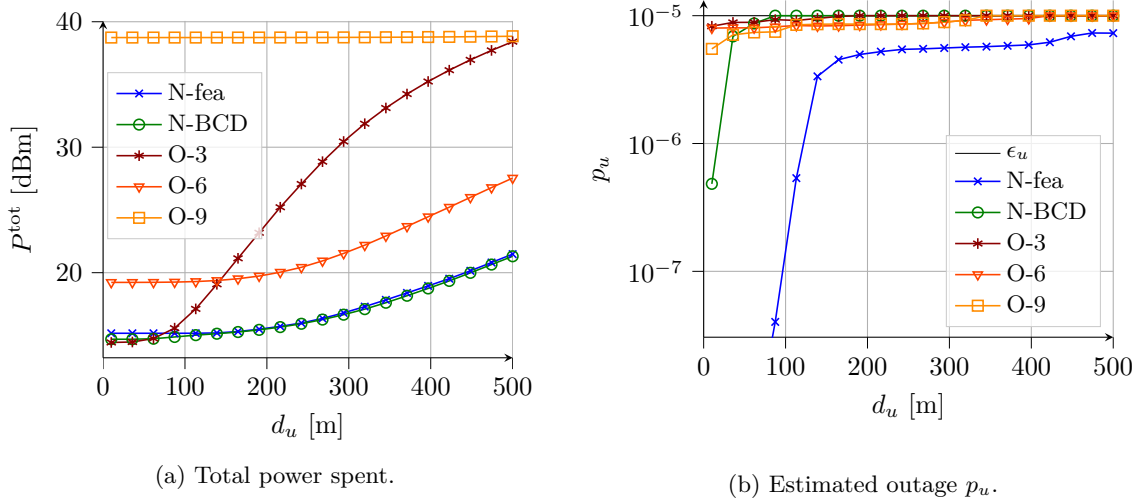 40
30
20
P^tot [dBm]
N-fea
N-BCD
O-3
O-6
O-9
0 100 200 300 400 500
d_u [m]
(a) Total power spent.
10^−5
10^−6
10^−7
p_u
ϵ_u
N-fea
N-BCD
O-3
O-6
O-9
0 100 200 300 400 500
d_u [m]
(b) Estimated outage p_u.